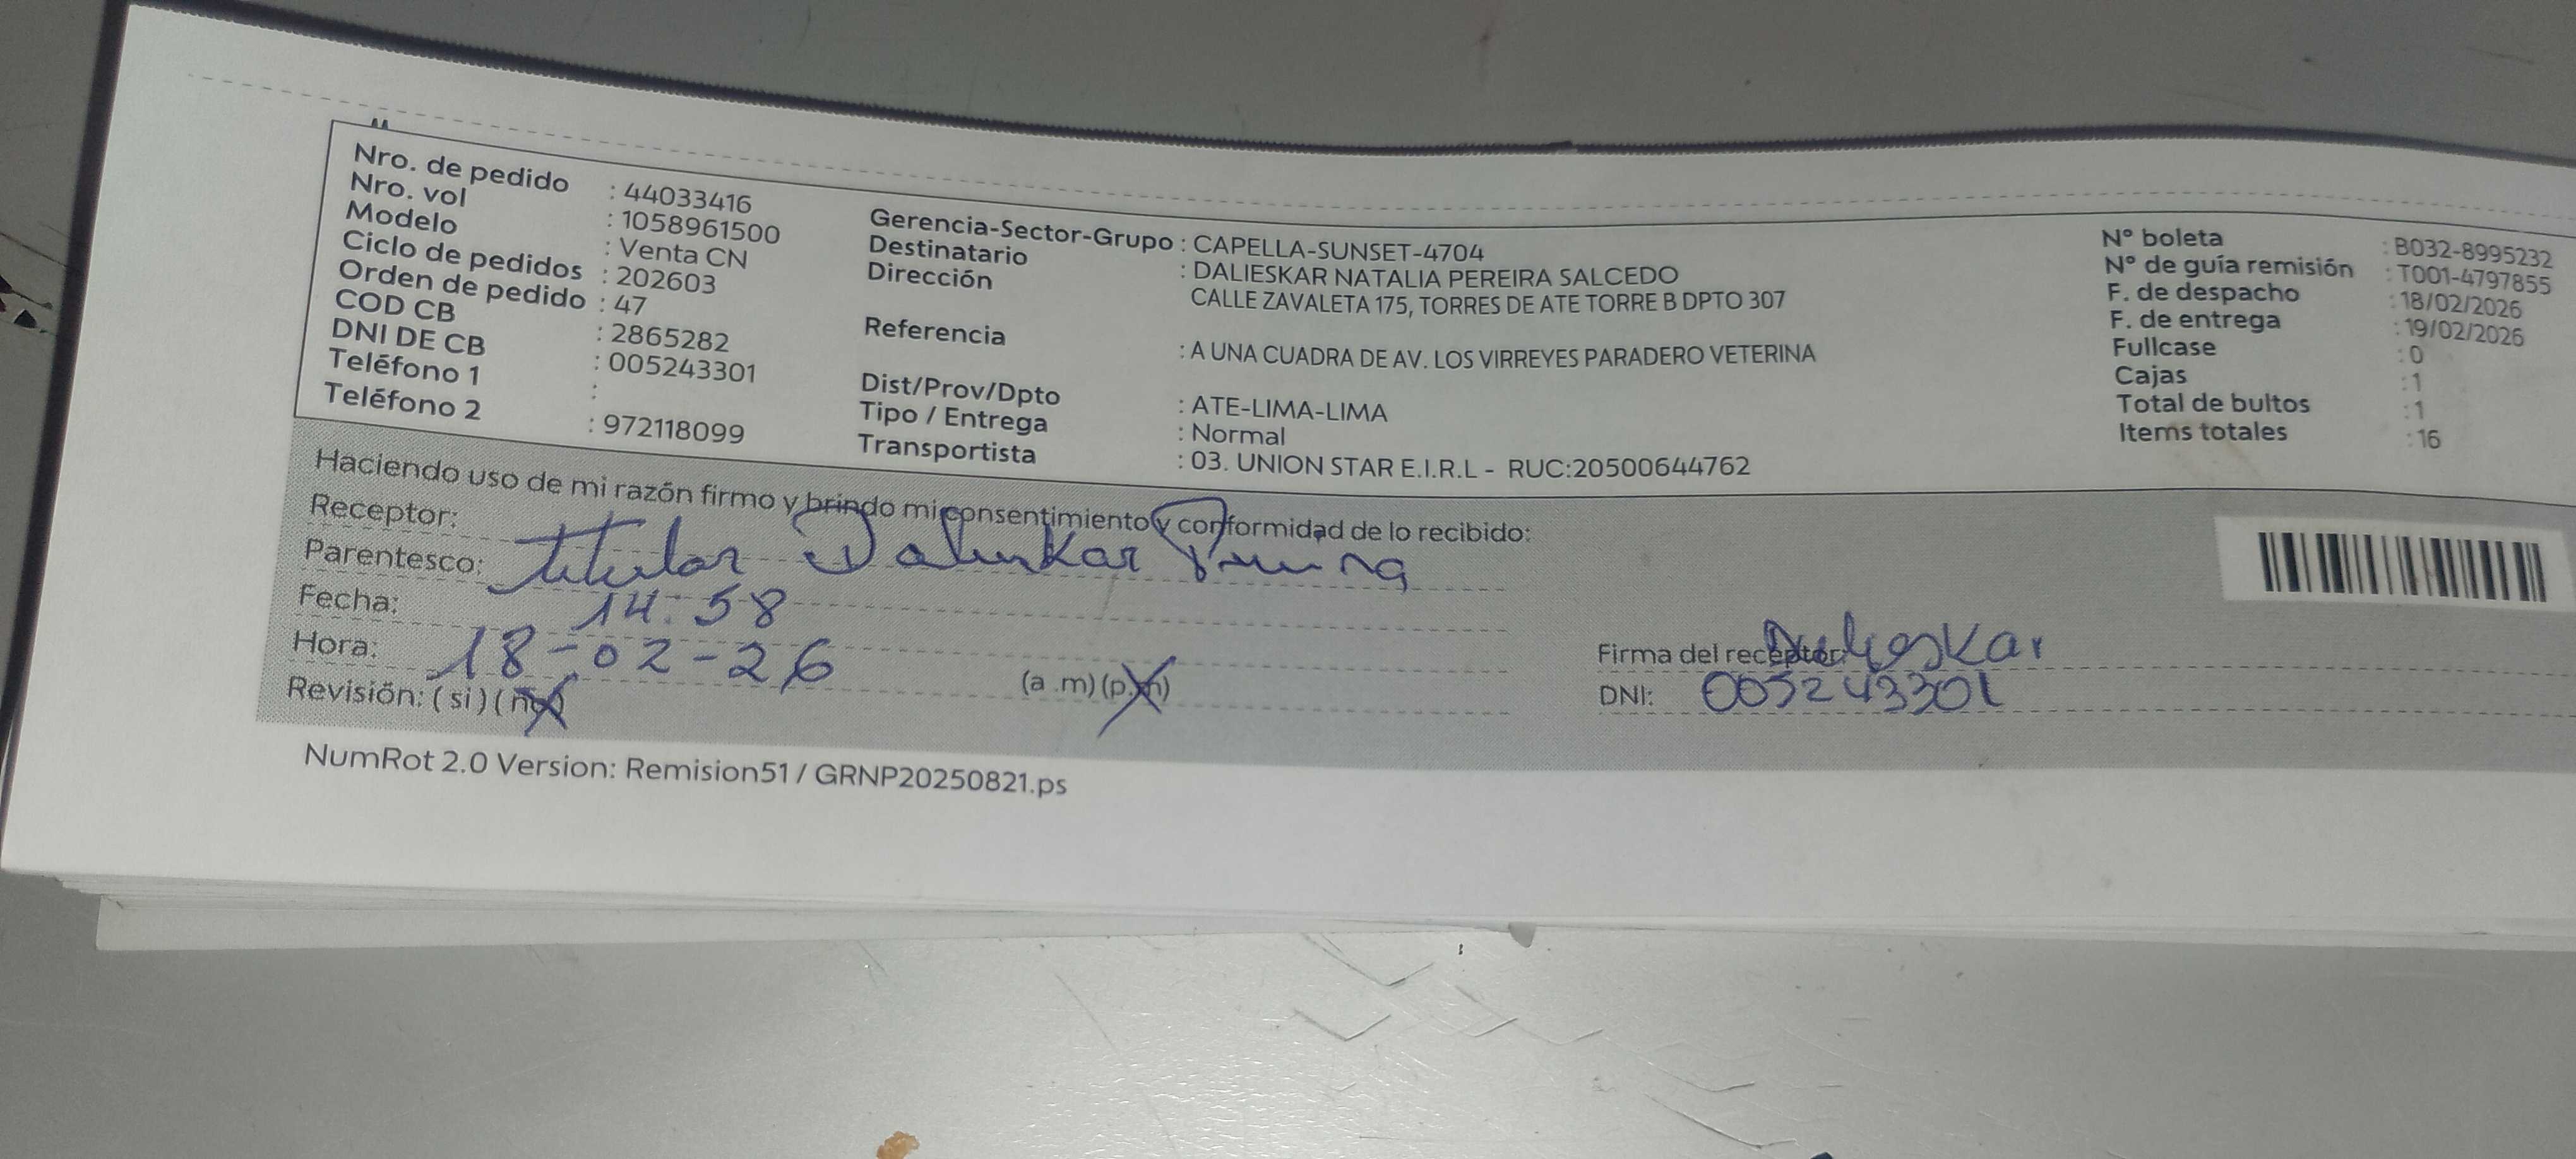 Nro. de pedido : 44033416
Nro. vol : 1058961500
Modelo : Venta CN
Ciclo de pedidos : 202603
Orden de pedido : 47
COD CB : 2865282
DNI DE CB : 005243301
Teléfono 1 :
Teléfono 2 : 972118099
Gerencia-Sector-Grupo : CAPELLA-SUNSET-4704
Destinatario : DALIESKAR NATALIA PEREIRA SALCEDO
Dirección CALLE ZAVALETA 175, TORRES DE ATE TORRE B DPTO 307
Referencia : A UNA CUADRA DE AV. LOS VIRREYES PARADERO VETERINA
Dist/Prov/Dpto : ATE-LIMA-LIMA
Tipo / Entrega : Normal
Transportista : 03. UNION STAR E.I.R.L - RUC:20500644762
N° boleta : B032-8995232
N° de guía remisión : T001-4797855
F. de despacho : 18/02/2026
F. de entrega : 19/02/2026
Fullcase : 0
Cajas : 1
Total de bultos : 1
Items totales : 16
Haciendo uso de mi razón firmo y brindo mi consentimiento y conformidad de lo recibido:
Receptor:
Parentesco: titular
Fecha: 14:58
Hora: 18-02-26 (a .m) (p.m)
Revisión: ( si ) ( no )
Firma del receptor: Dalieskar
DNI: 005243301
NumRot 2.0 Version: Remision51 / GRNP20250821.ps